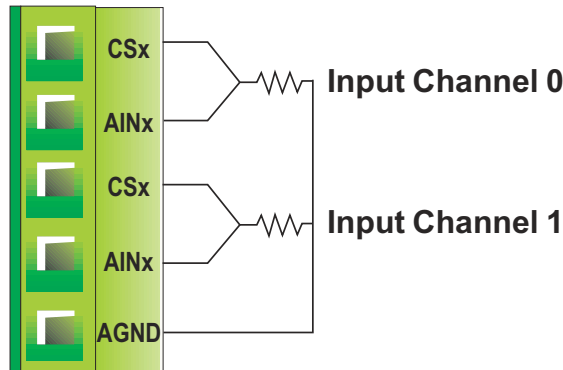 CSx
Input Channel 0
AINx
CSx
Input Channel 1
AINx
AGND